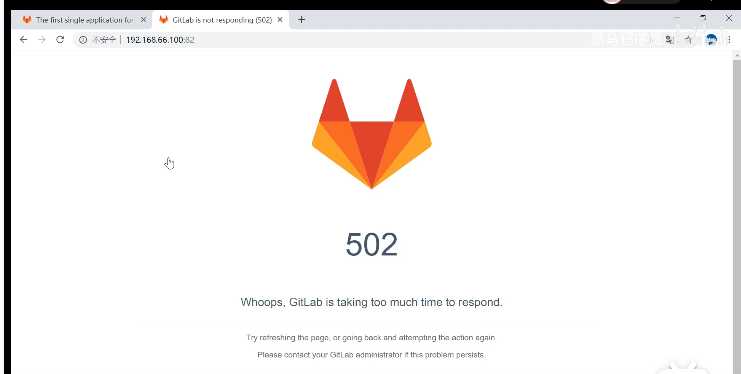 The first single application for
GitLab is not responding (502)
不安全 192.168.66.100:82
502
Whoops, GitLab is taking too much time to respond.
Try refreshing the page, or going back and attempting the action again.
Please contact your GitLab administrator if this problem persists.